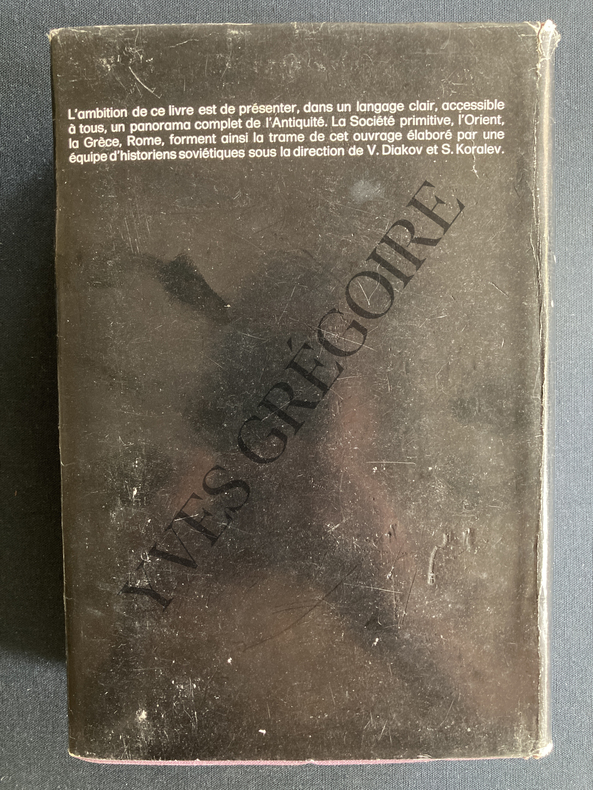 L'ambition de ce livre est de présenter, dans un langage clair, accessible
à tous, un panorama complet de l'Antiquité. La Société primitive, l'Orient,
la Grèce, Rome, forment ainsi la trame de cet ouvrage élaboré par une
équipe d'historiens soviétiques sous la direction de V. Diakov et S. Koralev.
YVES GRÉGOIRE